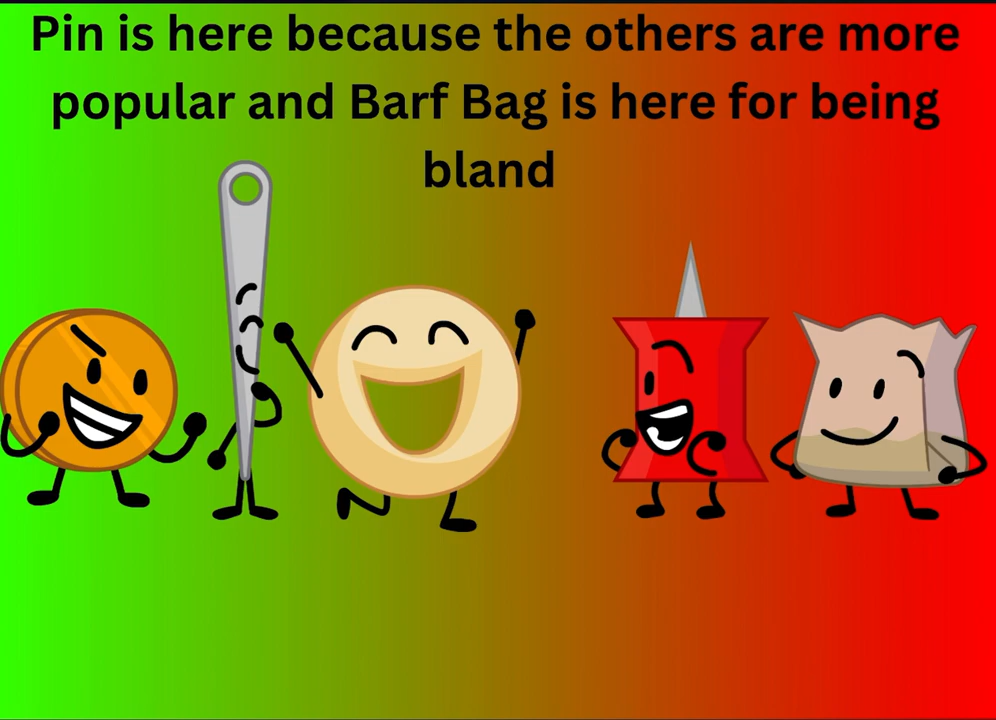 Pin is here because the others are more
popular and Barf Bag is here for being
bland